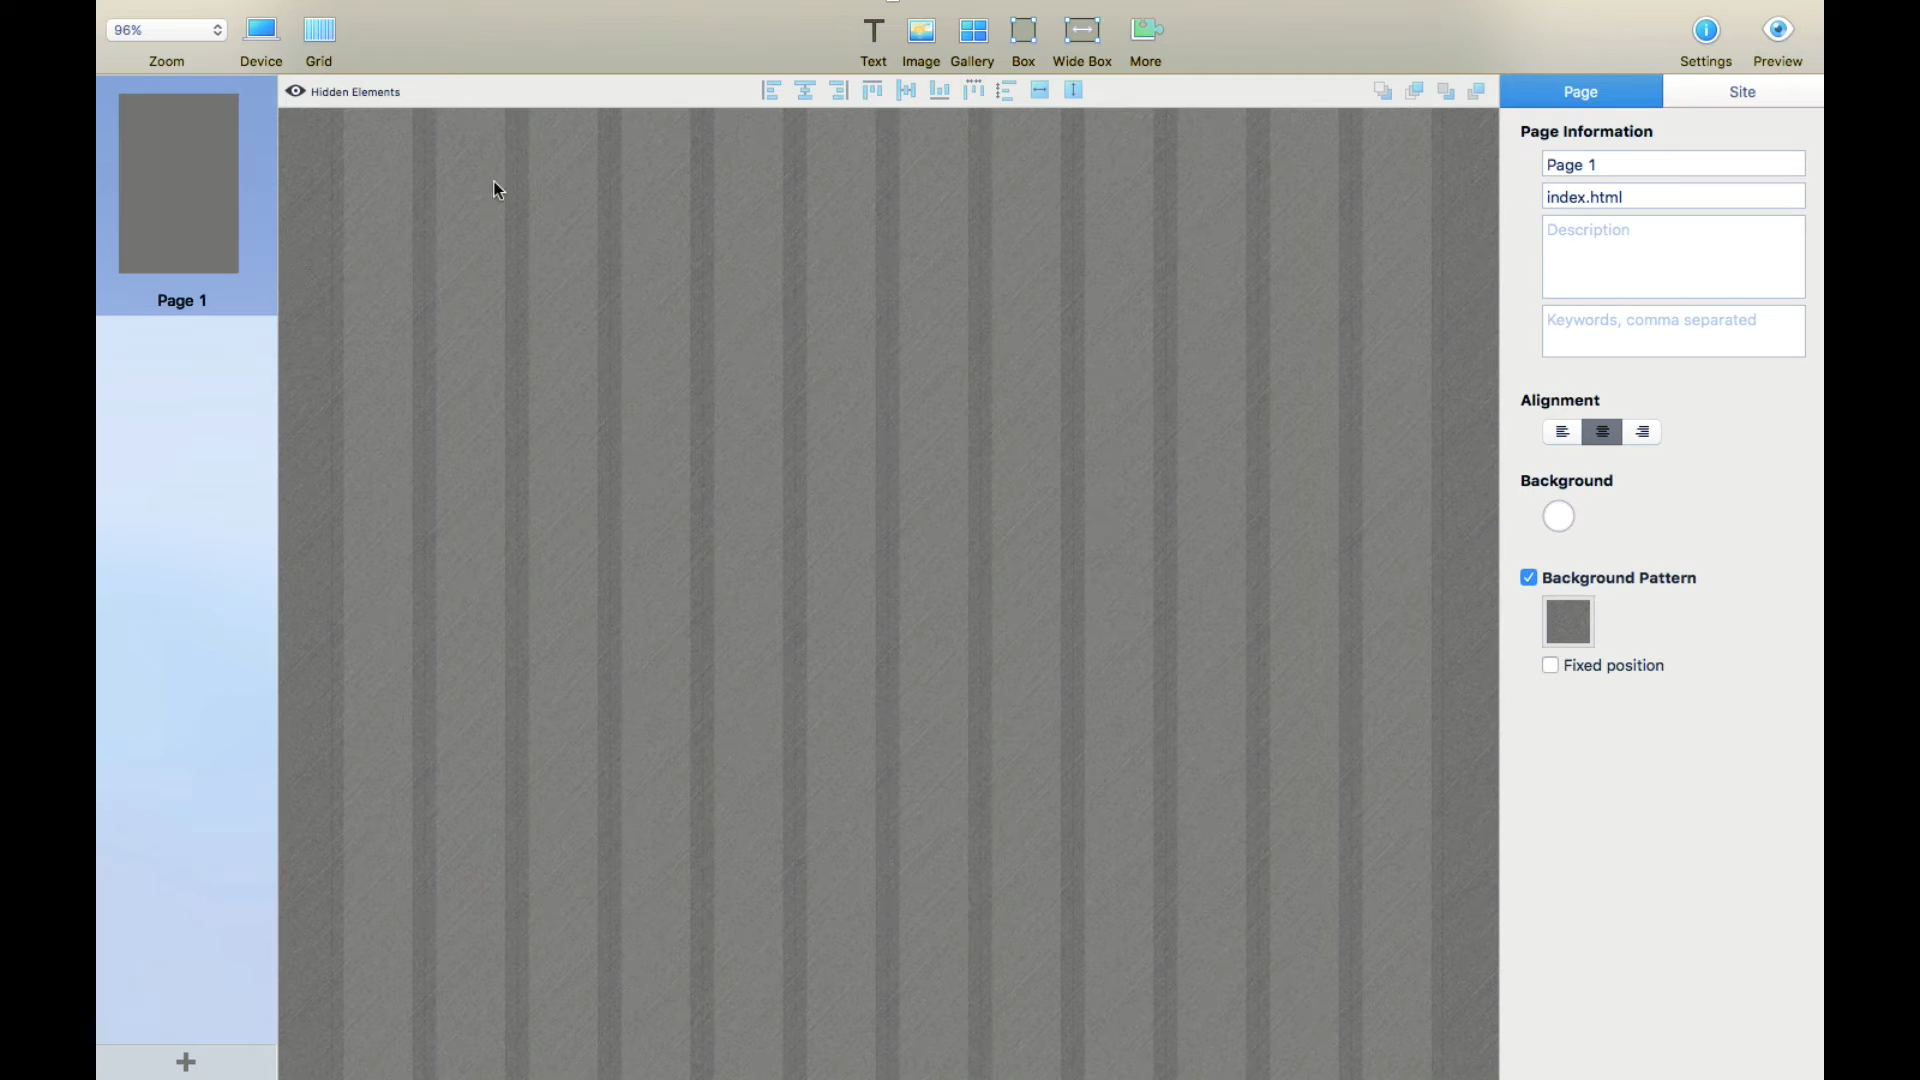 96%
Zoom
Device
Grid
Text
Image
Gallery
Box
Wide Box
More
Settings
Preview
Hidden Elements
Page
Site
Page 1
Page Information
Page 1
index.html
Description
Keywords, comma separated
Alignment
Background
Background Pattern
Fixed position